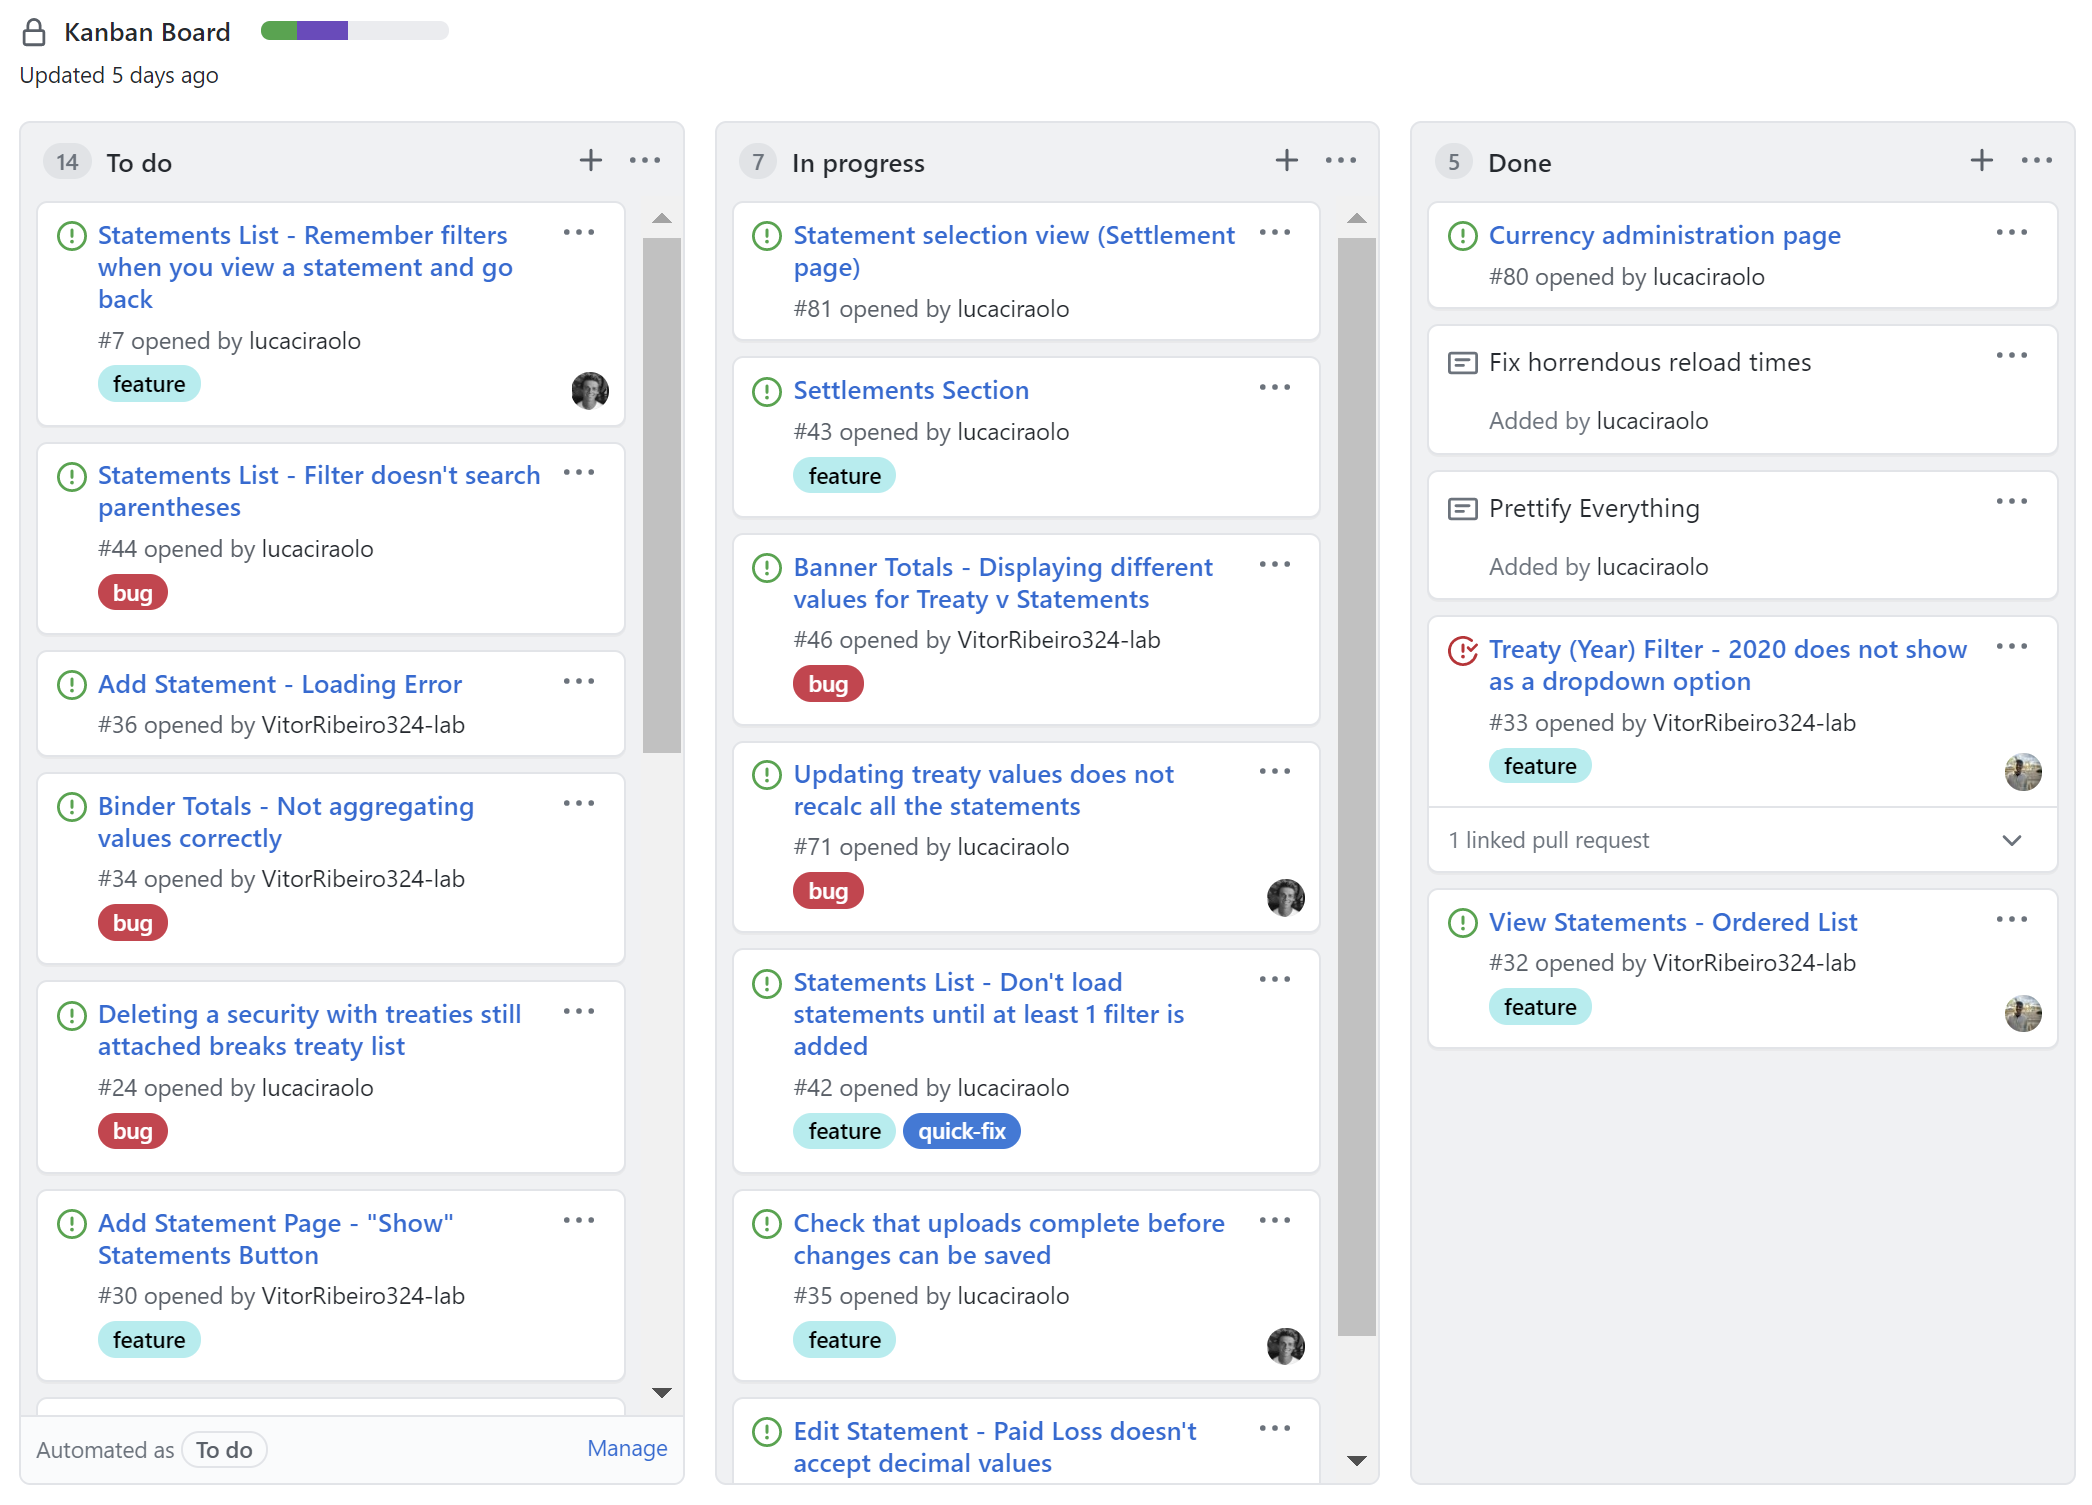 Kanban Board
Updated 5 days ago
14 To do
Statements List - Remember filters
when you view a statement and go
back
#7 opened by lucaciraolo
feature
Statements List - Filter doesn't search
parentheses
#44 opened by lucaciraolo
bug
Add Statement - Loading Error
#36 opened by VitorRibeiro324-lab
Binder Totals - Not aggregating
values correctly
#34 opened by VitorRibeiro324-lab
bug
Deleting a security with treaties still
attached breaks treaty list
#24 opened by lucaciraolo
bug
Add Statement Page - "Show"
Statements Button
#30 opened by VitorRibeiro324-lab
feature
Automated as To do Manage
7 In progress
Statement selection view (Settlement
page)
#81 opened by lucaciraolo
Settlements Section
#43 opened by lucaciraolo
feature
Banner Totals - Displaying different
values for Treaty v Statements
#46 opened by VitorRibeiro324-lab
bug
Updating treaty values does not
recalc all the statements
#71 opened by lucaciraolo
bug
Statements List - Don't load
statements until at least 1 filter is
added
#42 opened by lucaciraolo
feature quick-fix
Check that uploads complete before
changes can be saved
#35 opened by lucaciraolo
feature
Edit Statement - Paid Loss doesn't
accept decimal values
5 Done
Currency administration page
#80 opened by lucaciraolo
Fix horrendous reload times
Added by lucaciraolo
Prettify Everything
Added by lucaciraolo
Treaty (Year) Filter - 2020 does not show
as a dropdown option
#33 opened by VitorRibeiro324-lab
feature
1 linked pull request
View Statements - Ordered List
#32 opened by VitorRibeiro324-lab
feature